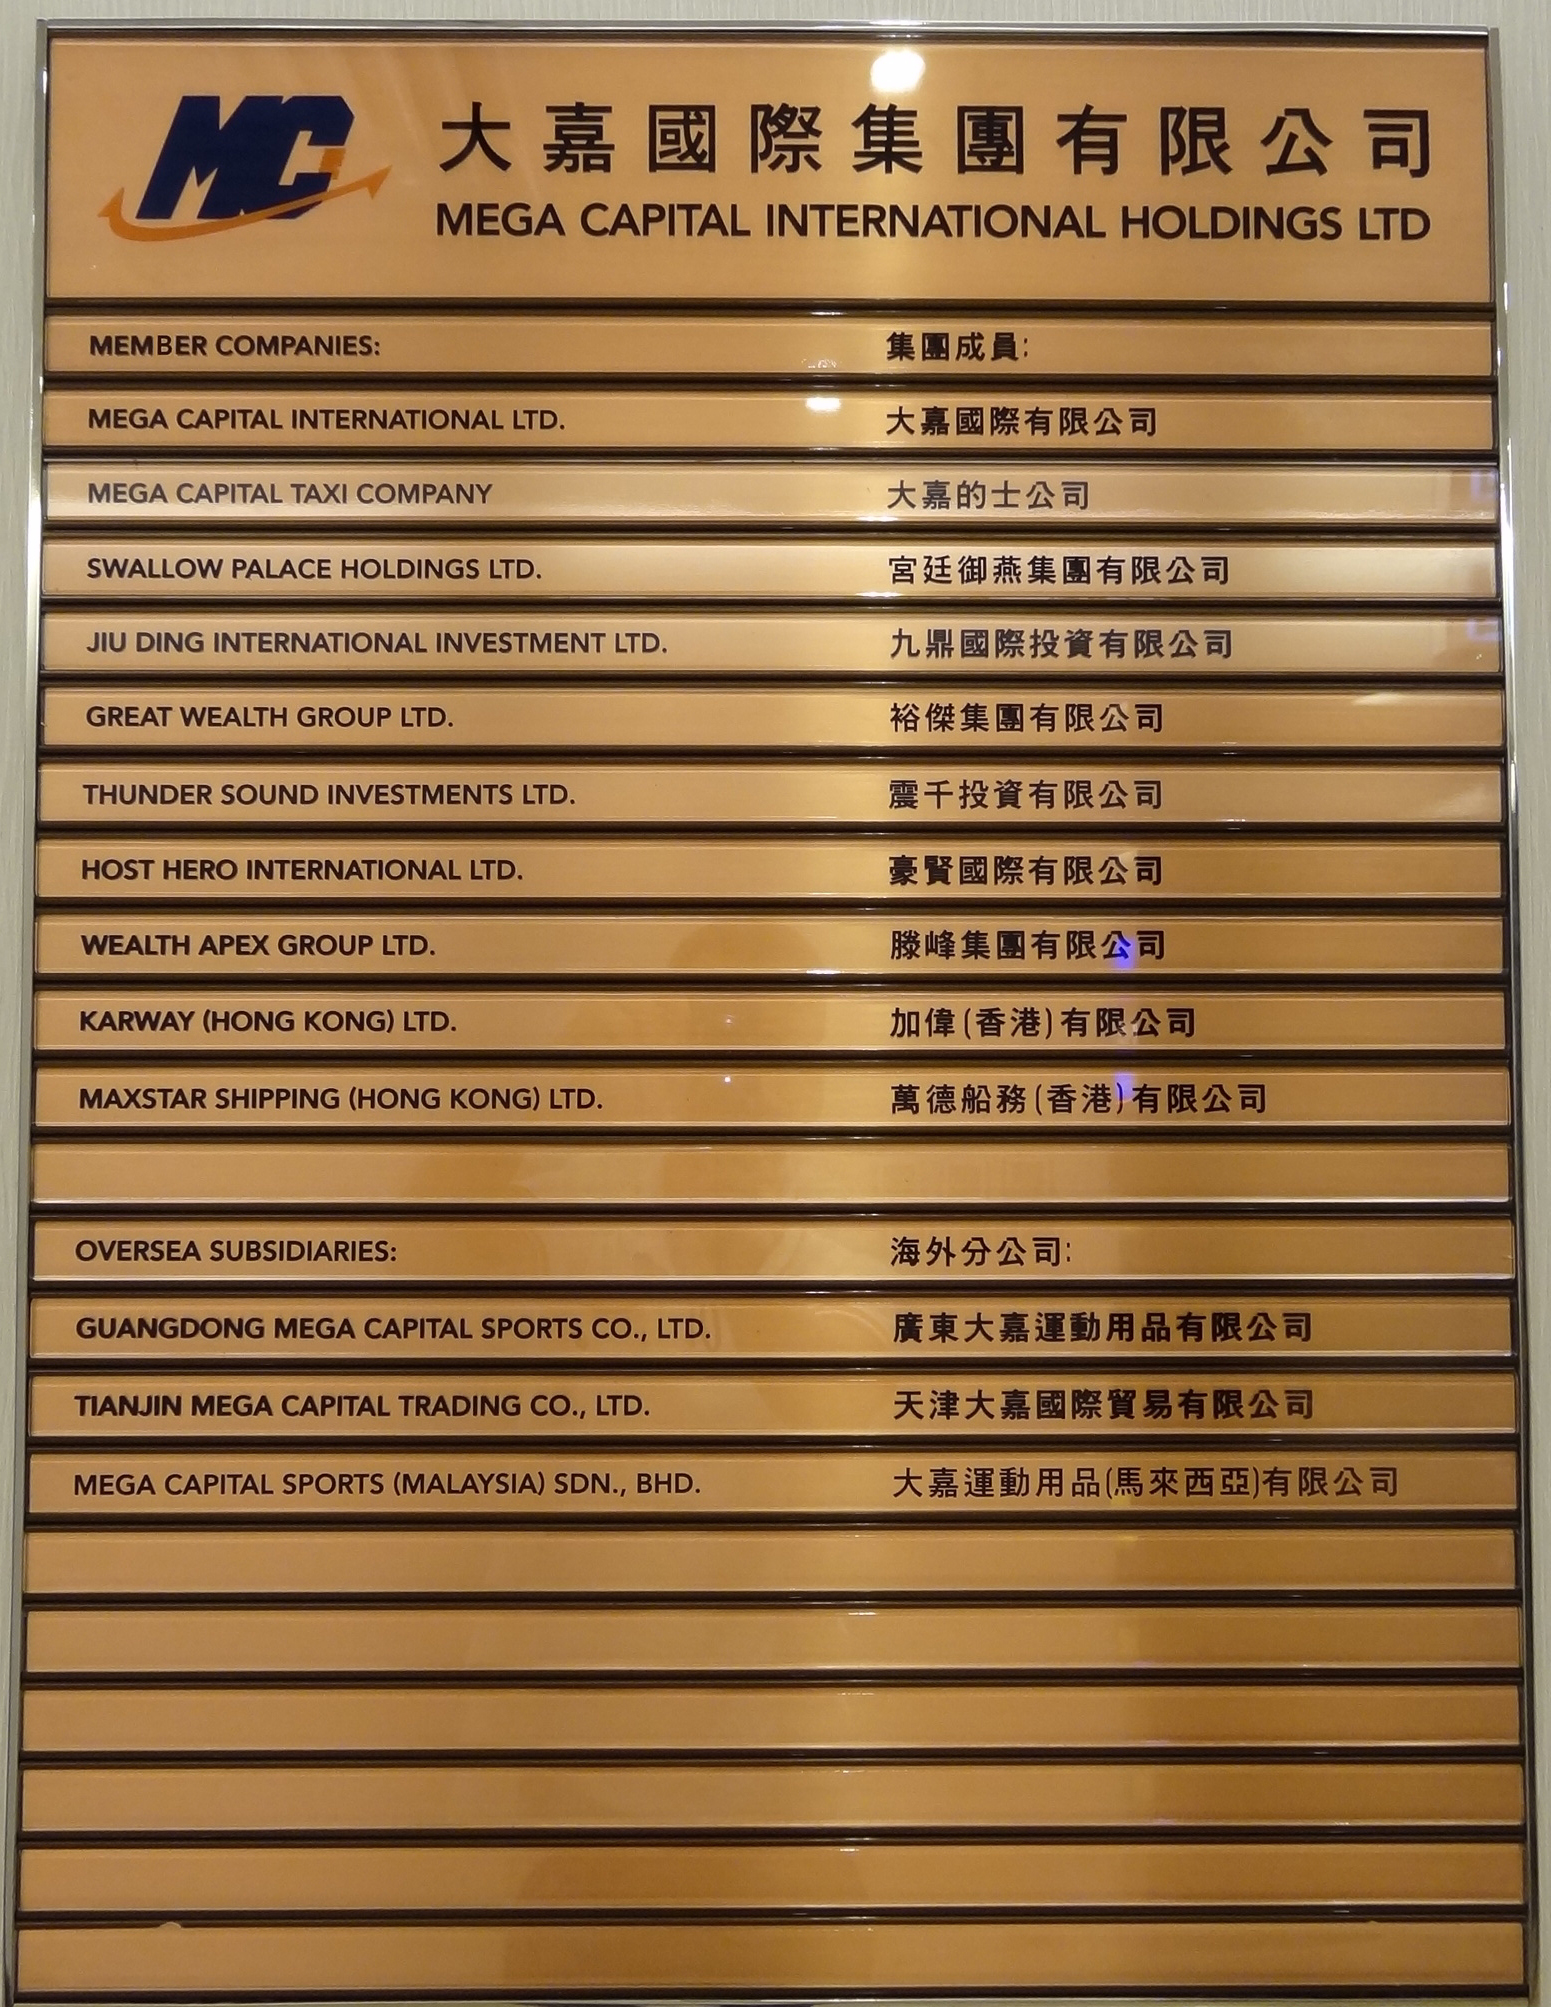 MC
大嘉國際集團有限公司
MEGA CAPITAL INTERNATIONAL HOLDINGS LTD
MEMBER COMPANIES: 集團成員:
MEGA CAPITAL INTERNATIONAL LTD. 大嘉國際有限公司
MEGA CAPITAL TAXI COMPANY 大嘉的士公司
SWALLOW PALACE HOLDINGS LTD. 宮廷御燕集團有限公司
JIU DING INTERNATIONAL INVESTMENT LTD. 九鼎國際投資有限公司
GREAT WEALTH GROUP LTD. 裕傑集團有限公司
THUNDER SOUND INVESTMENTS LTD. 震千投資有限公司
HOST HERO INTERNATIONAL LTD. 豪賢國際有限公司
WEALTH APEX GROUP LTD. 滕峰集團有限公司
KARWAY (HONG KONG) LTD. 加偉(香港)有限公司
MAXSTAR SHIPPING (HONG KONG) LTD. 萬德船務(香港)有限公司
OVERSEA SUBSIDIARIES: 海外分公司:
GUANGDONG MEGA CAPITAL SPORTS CO., LTD. 廣東大嘉運動用品有限公司
TIANJIN MEGA CAPITAL TRADING CO., LTD. 天津大嘉國際貿易有限公司
MEGA CAPITAL SPORTS (MALAYSIA) SDN., BHD. 大嘉運動用品(馬來西亞)有限公司